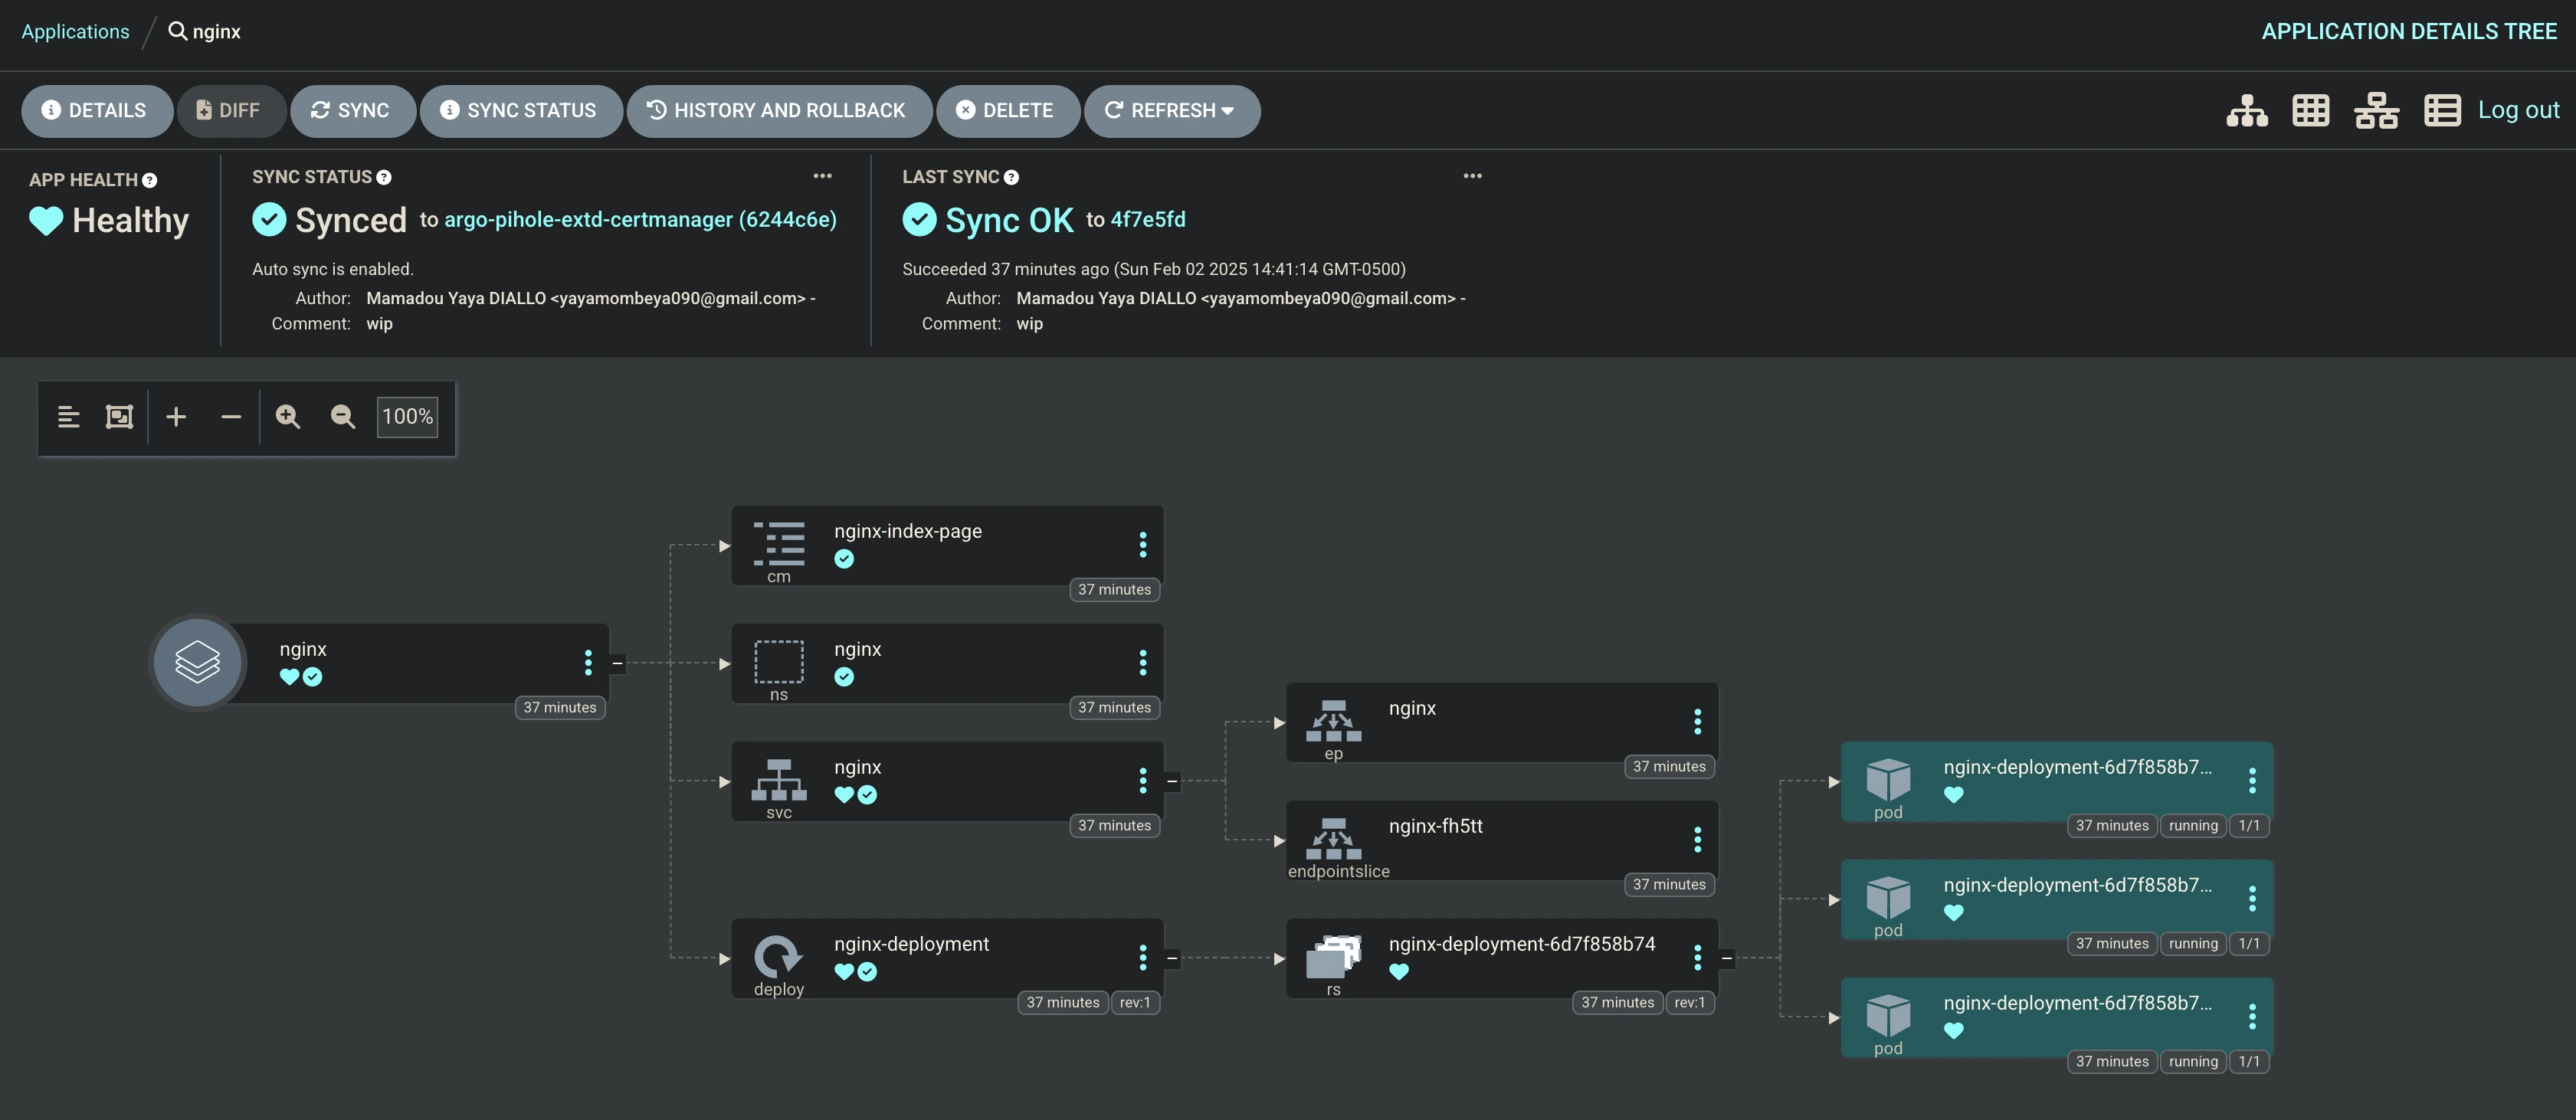 Applications / nginx
APPLICATION DETAILS TREE
DETAILS DIFF SYNC SYNC STATUS HISTORY AND ROLLBACK DELETE REFRESH Log out
APP HEALTH
Healthy
SYNC STATUS
Synced to argo-pihole-extd-certmanager (6244c6e)
Auto sync is enabled.
Author: Mamadou Yaya DIALLO <yayamombeya090@gmail.com> -
Comment: wip
LAST SYNC
Sync OK to 4f7e5fd
Succeeded 37 minutes ago (Sun Feb 02 2025 14:41:14 GMT-0500)
Author: Mamadou Yaya DIALLO <yayamombeya090@gmail.com> -
Comment: wip
100%
nginx
37 minutes
nginx-index-page
cm
37 minutes
nginx
ns
37 minutes
nginx
svc
37 minutes
nginx-deployment
deploy
37 minutes rev:1
nginx
ep
37 minutes
nginx-fh5tt
endpointslice
37 minutes
nginx-deployment-6d7f858b74
rs
37 minutes rev:1
nginx-deployment-6d7f858b7...
pod
37 minutes running 1/1
nginx-deployment-6d7f858b7...
pod
37 minutes running 1/1
nginx-deployment-6d7f858b7...
pod
37 minutes running 1/1